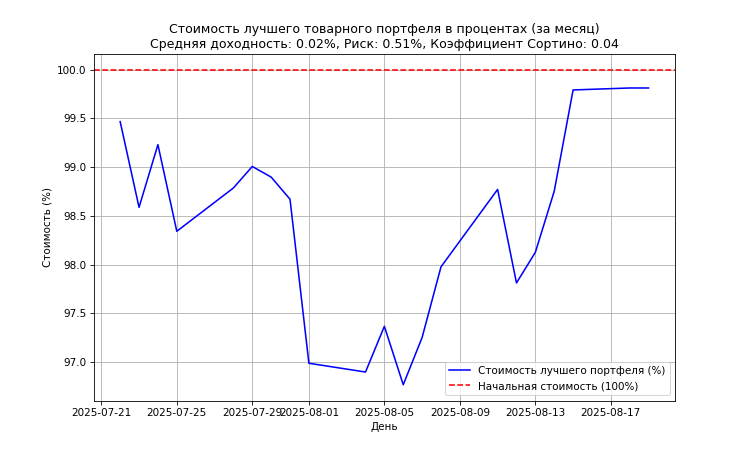 Стоимость лучшего товарного портфеля в процентах (за месяц)
Средняя доходность: 0.02%, Риск: 0.51%, Коэффициент Сортино: 0.04
100.0
99.5
99.0
98.5
98.0
97.5
97.0
Стоимость (%)
Стоимость лучшего портфеля (%)
Начальная стоимость (100%)
2025-07-21 2025-07-25 2025-07-29 2025-08-01 2025-08-05 2025-08-09 2025-08-13 2025-08-17
День